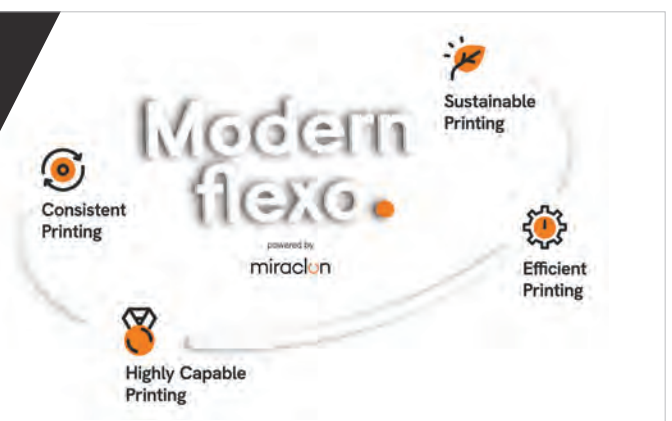 Modern
flexo.
powered by
miraclon
Sustainable
Printing
Consistent
Printing
Efficient
Printing
Highly Capable
Printing